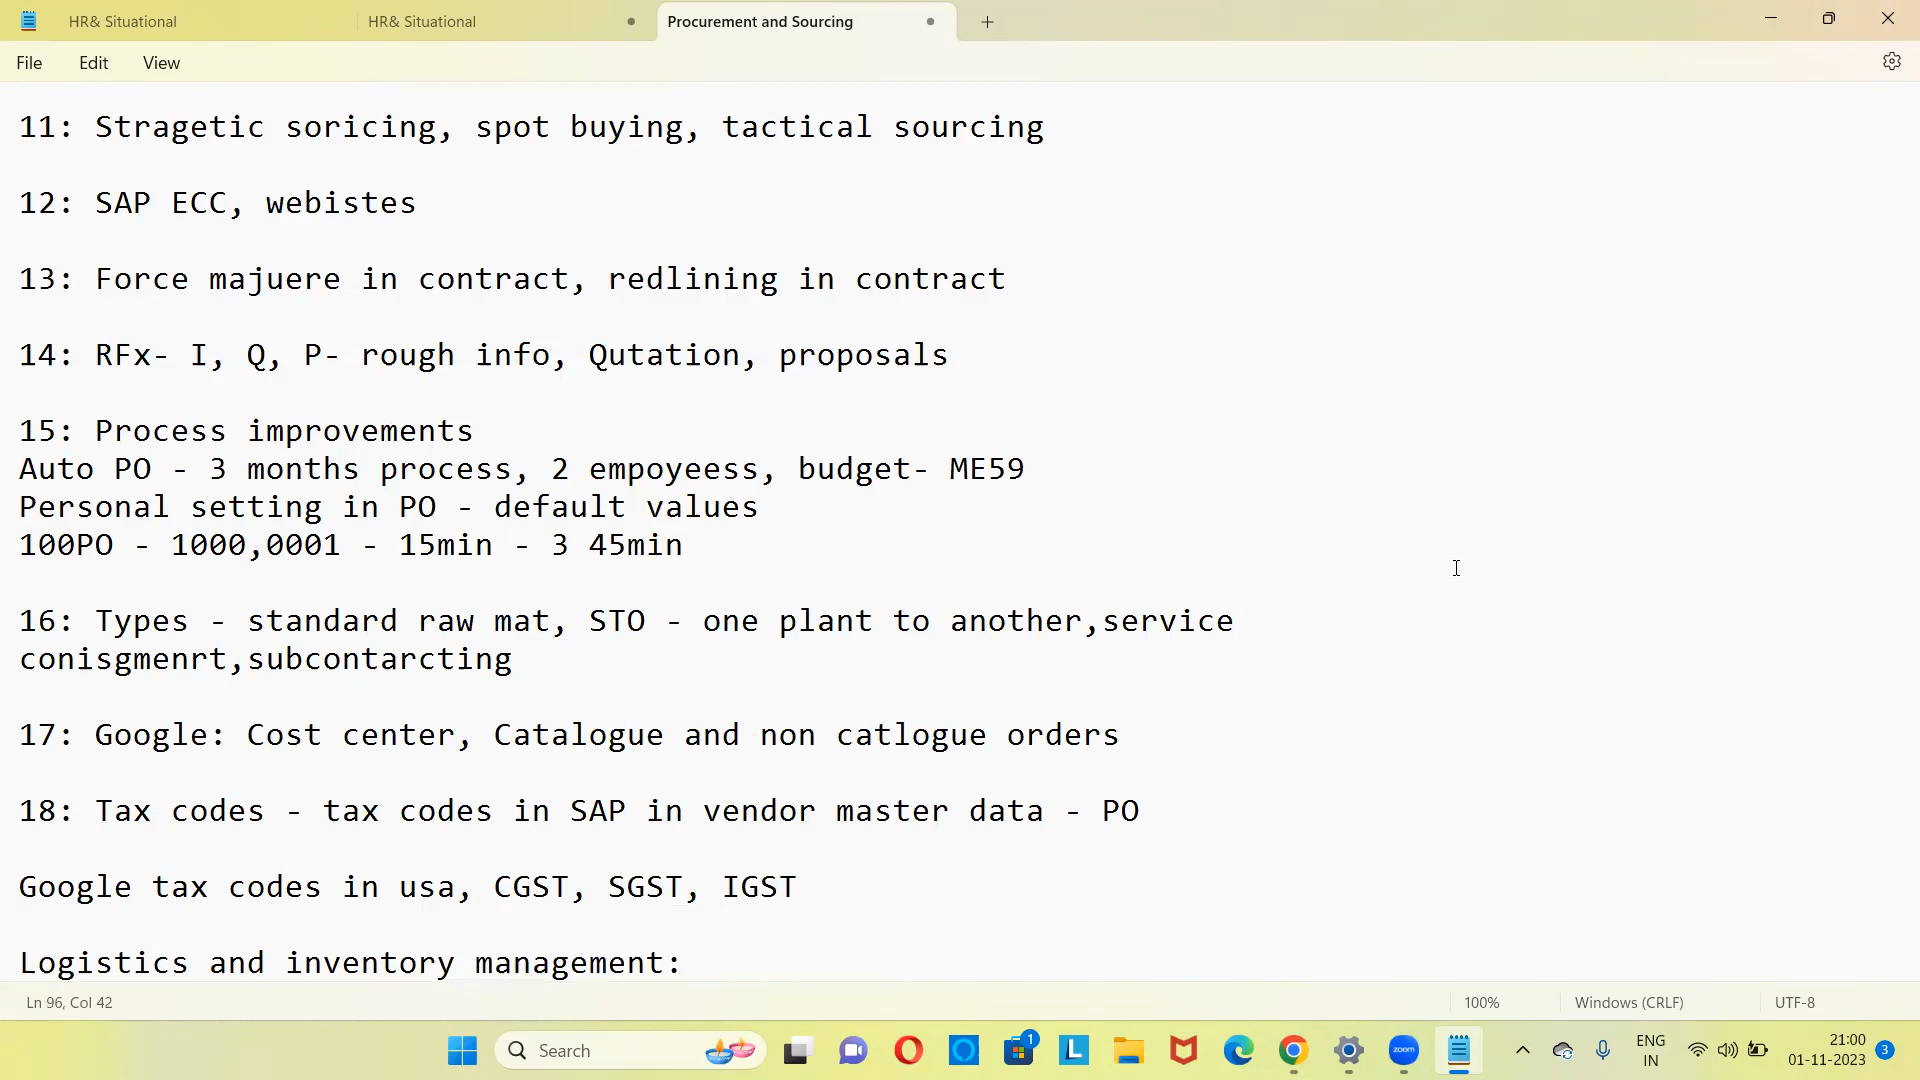 HR& Situational
HR& Situational
Procurement and Sourcing
File Edit View
11: Stragetic soricing, spot buying, tactical sourcing
12: SAP ECC, webistes
13: Force majuere in contract, redlining in contract
14: RFx- I, Q, P- rough info, Qutation, proposals
15: Process improvements
Auto PO - 3 months process, 2 empoyeess, budget- ME59
Personal setting in PO - default values
100PO - 1000,0001 - 15min - 3 45min
16: Types - standard raw mat, STO - one plant to another,service
conisgmenrt,subcontarcting
17: Google: Cost center, Catalogue and non catlogue orders
18: Tax codes - tax codes in SAP in vendor master data - PO
Google tax codes in usa, CGST, SGST, IGST
Logistics and inventory management:
Ln 96, Col 42 100% Windows (CRLF) UTF-8
Search
1
L
zoom
ENG
IN
21:00
01-11-2023
3